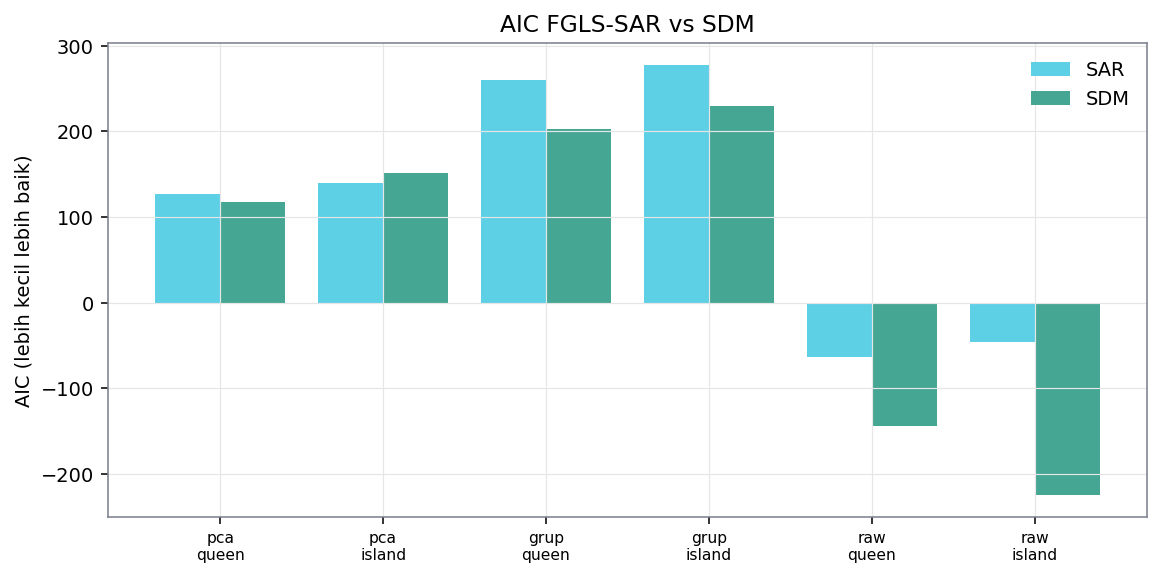 AIC FGLS-SAR vs SDM
AIC (lebih kecil lebih baik)
300
200
100
0
−100
−200
SAR
SDM
pca
queen
pca
island
grup
queen
grup
island
raw
queen
raw
island